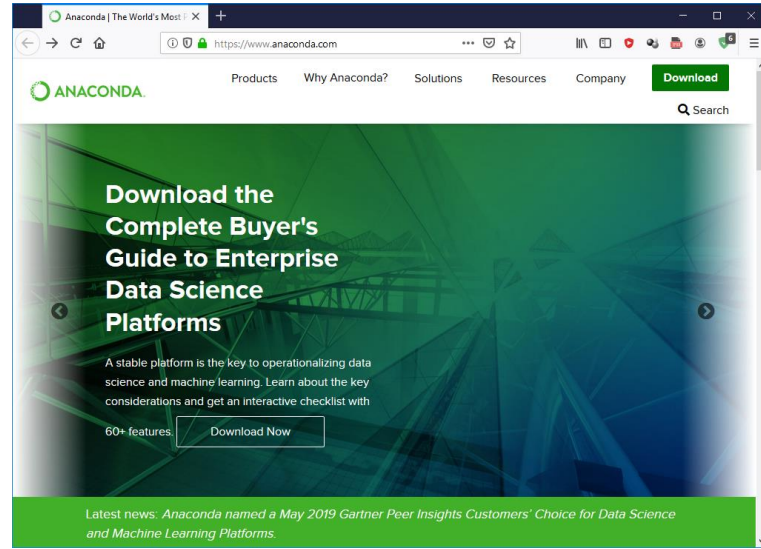 Anaconda | The World's Most
https://www.anaconda.com
6
ANACONDA.
Products
Why Anaconda?
Solutions
Resources
Company
Download
Search
Download the
Complete Buyer's
Guide to Enterprise
Data Science
Platforms
A stable platform is the key to operationalizing data
science and machine learning. Learn about the key
considerations and get an interactive checklist with
60+ features.
Download Now
Latest news: Anaconda named a May 2019 Gartner Peer Insights Customers' Choice for Data Science
and Machine Learning Platforms.